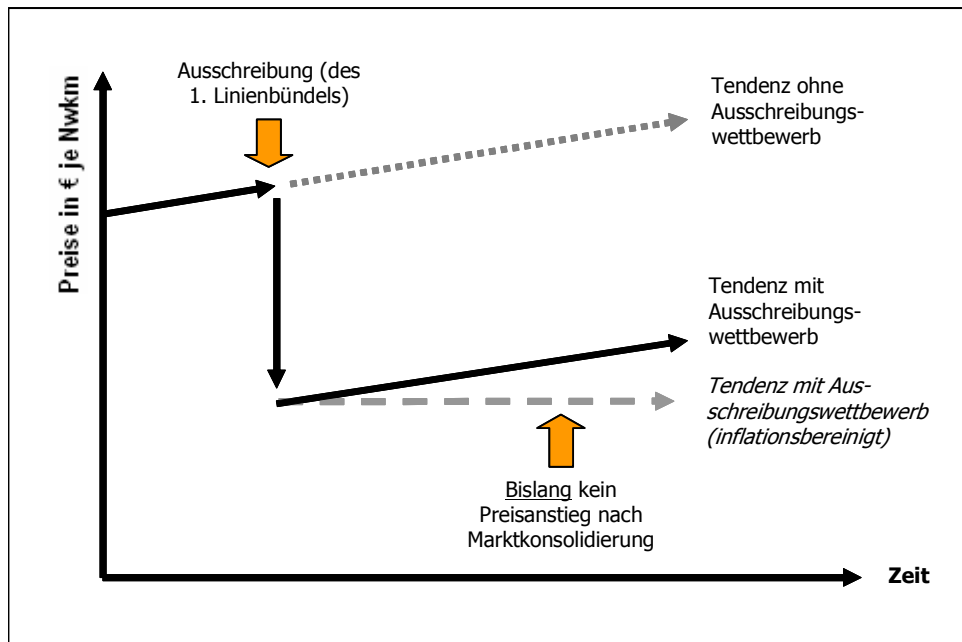 Ausschreibung (des
1. Linienbündels)
Preise in € je Nwkm
Tendenz ohne
Ausschreibungs-
wettbewerb
Tendenz mit
Ausschreibungs-
wettbewerb
Tendenz mit Aus-
schreibungswettbewerb
(inflationsbereinigt)
Bislang kein
Preisanstieg nach
Marktkonsolidierung
Zeit